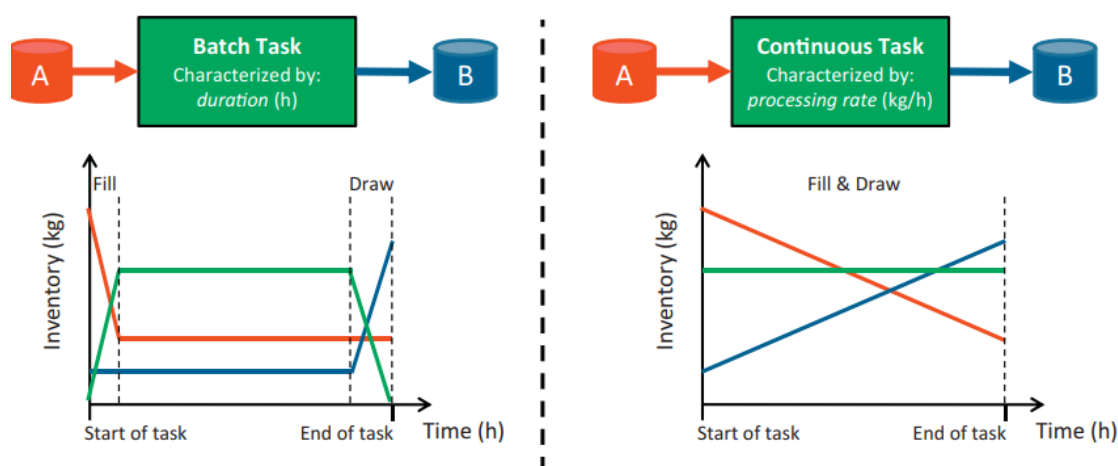 A
Batch Task
Characterized by:
duration (h)
B
Inventory (kg)
Fill
Draw
Start of task
End of task
Time (h)
A
Continuous Task
Characterized by:
processing rate (kg/h)
B
Inventory (kg)
Fill & Draw
Start of task
End of task
Time (h)